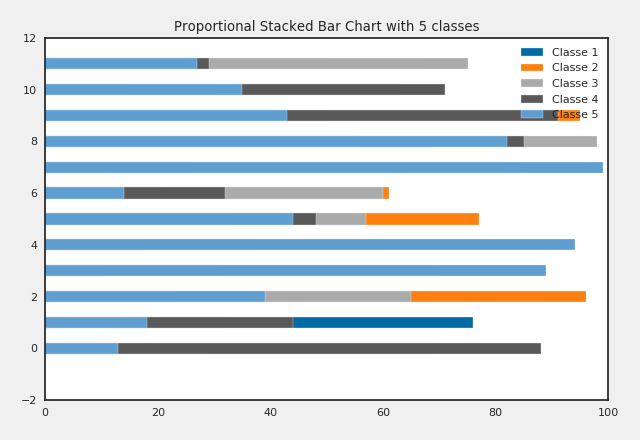 Proportional Stacked Bar Chart with 5 classes
12
10
8
6
4
2
0
−2
0 20 40 60 80 100
Classe 1
Classe 2
Classe 3
Classe 4
Classe 5